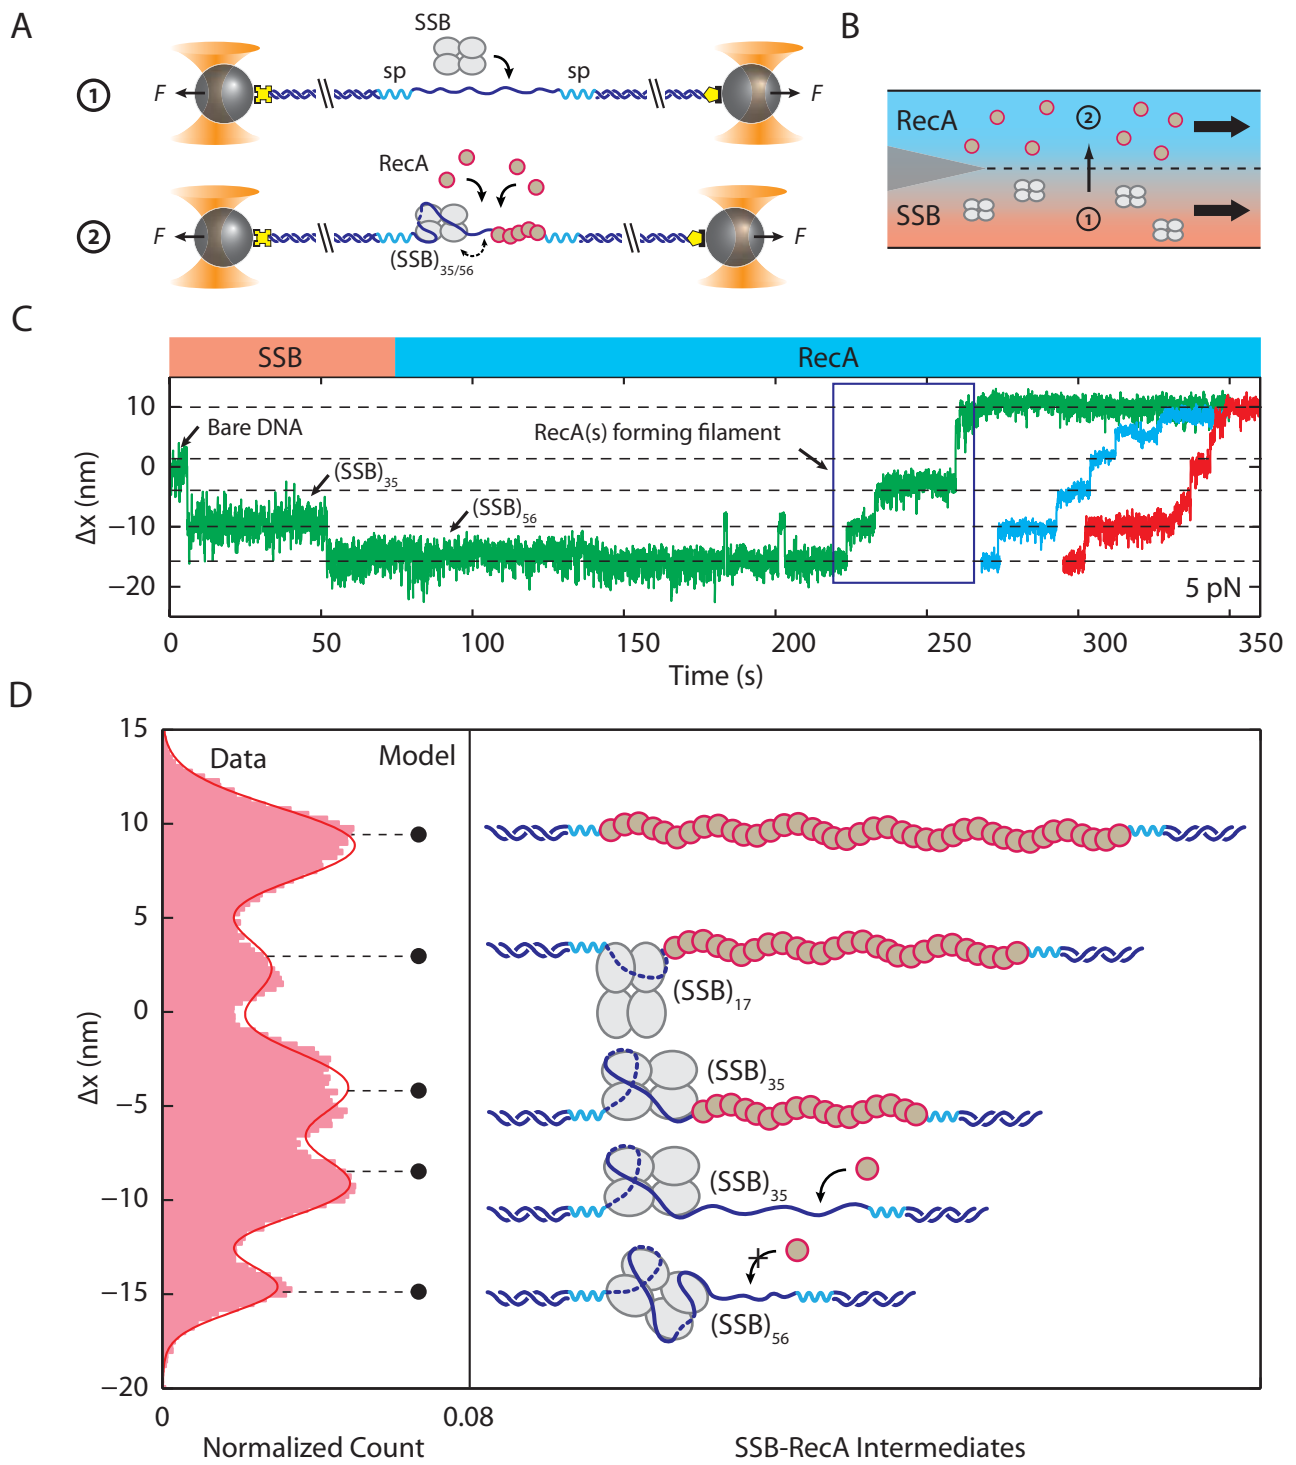 A
B
SSB
sp
sp
1
F
F
RecA
2
F
F
(SSB)35/56
RecA
2
SSB
1
C
SSB
RecA
Bare DNA
(SSB)35
(SSB)56
RecA(s) forming filament
5 pN
10
0
−10
−20
Δx (nm)
0
50
100
150
200
250
300
350
Time (s)
D
Data
Model
15
10
5
0
−5
−10
−15
−20
Δx (nm)
(SSB)17
(SSB)35
(SSB)35
(SSB)56
0
0.08
Normalized Count
SSB-RecA Intermediates